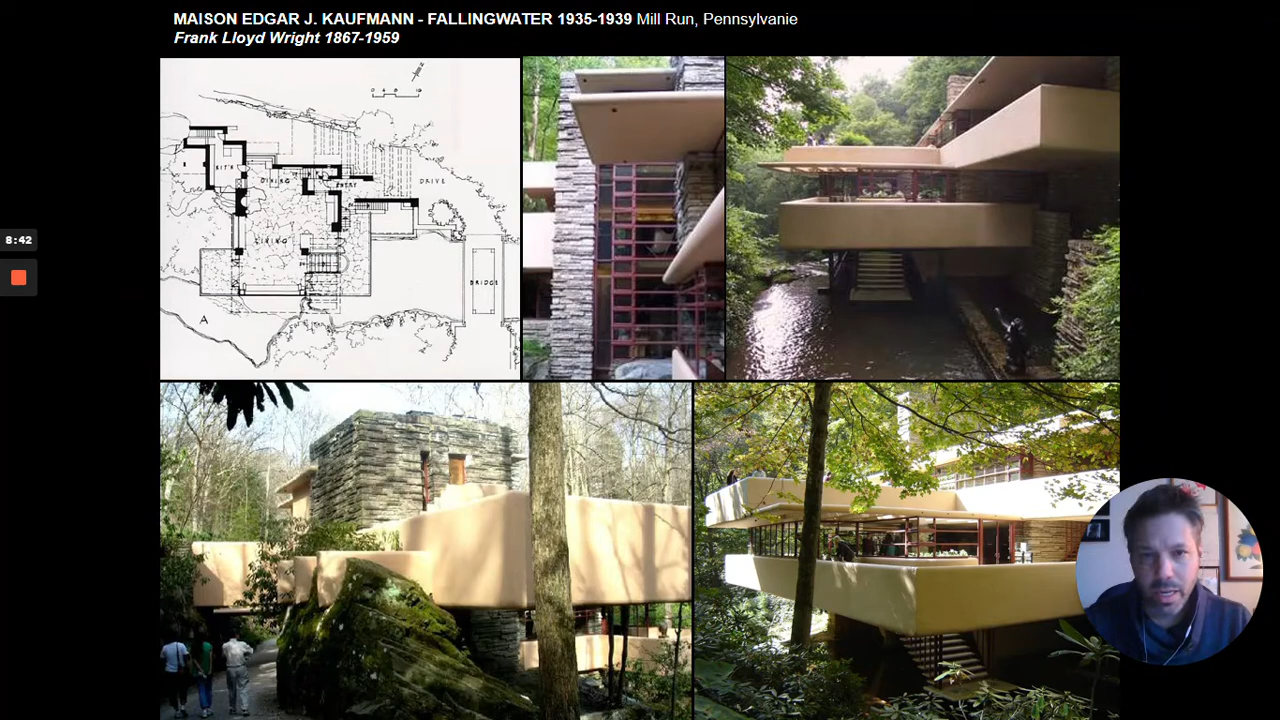 MAISON EDGAR J. KAUFMANN - FALLINGWATER 1935-1939 Mill Run, Pennsylvanie
Frank Lloyd Wright 1867-1959
8:42
DINING
ENTRY
DRIVE
LIVING
BRIDGE
A